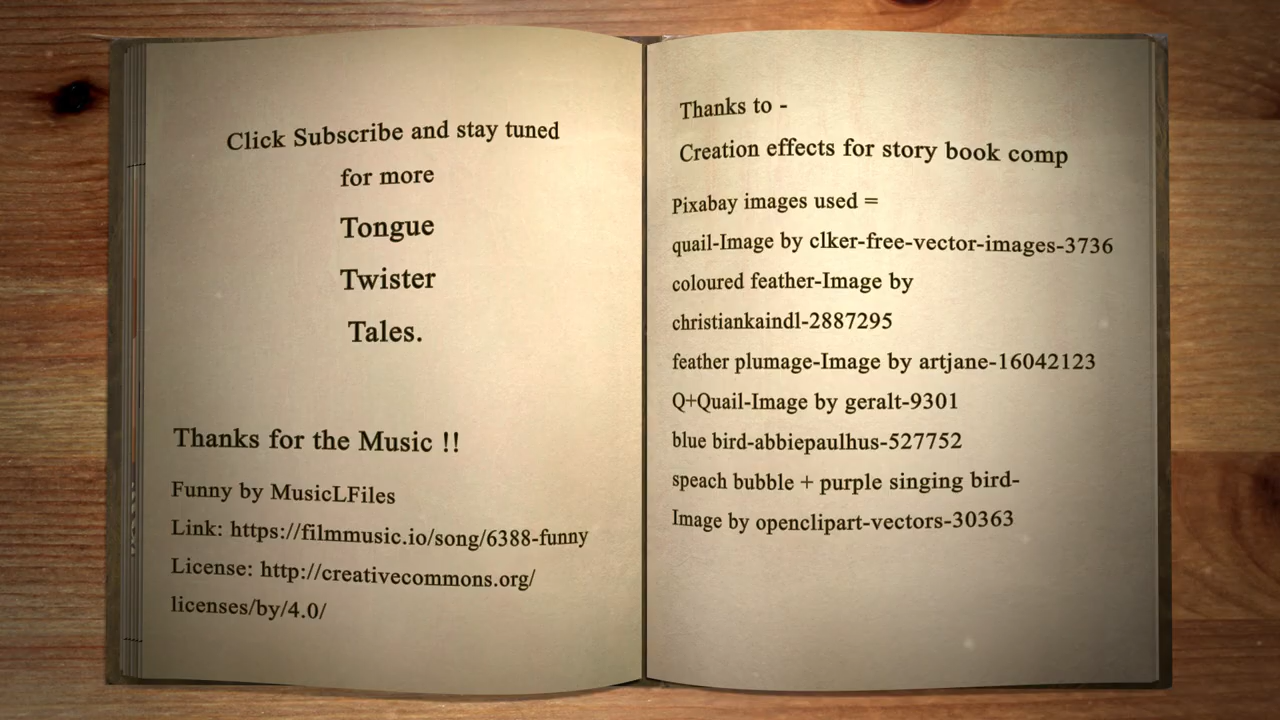 Click Subscribe and stay tuned
for more
Tongue
Twister
Tales.
Thanks for the Music !!
Funny by MusicLFiles
Link: https://filmmusic.io/song/6388-funny
License: http://creativecommons.org/
licenses/by/4.0/
Thanks to -
Creation effects for story book comp
Pixabay images used =
quail-Image by clker-free-vector-images-3736
coloured feather-Image by
christiankaindl-2887295
feather plumage-Image by artjane-16042123
Q+Quail-Image by geralt-9301
blue bird-abbiepaulhus-527752
speach bubble + purple singing bird-
Image by openclipart-vectors-30363